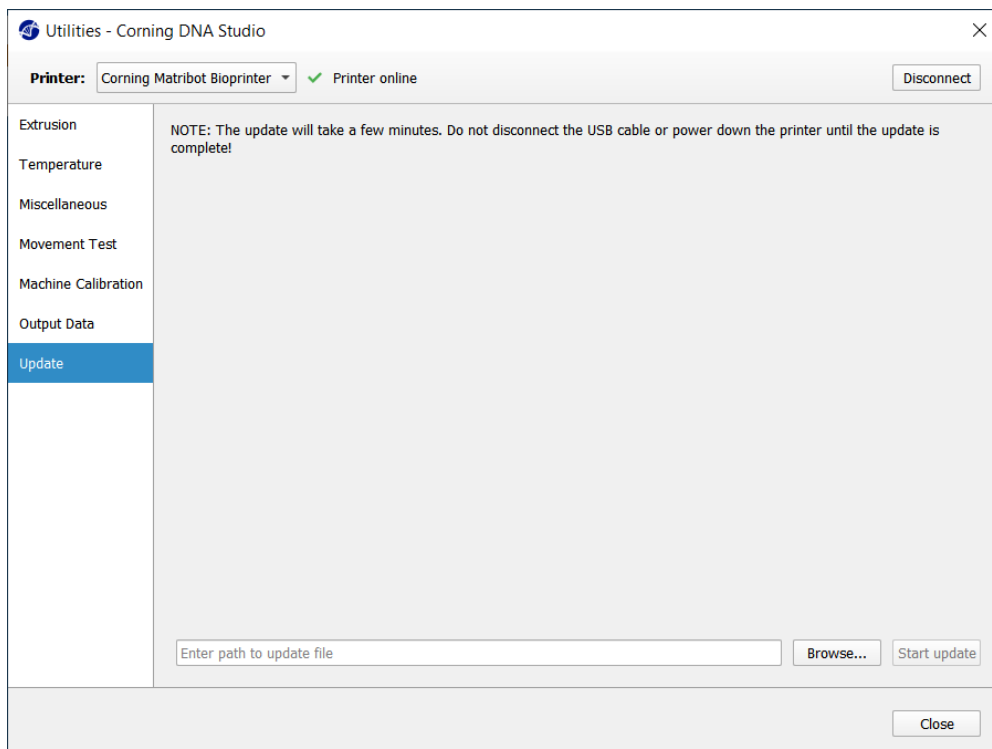 Utilities - Corning DNA Studio
Printer: Corning Matribot Bioprinter Printer online Disconnect
Extrusion
NOTE: The update will take a few minutes. Do not disconnect the USB cable or power down the printer until the update is
complete!
Temperature
Miscellaneous
Movement Test
Machine Calibration
Output Data
Update
Enter path to update file Browse... Start update
Close